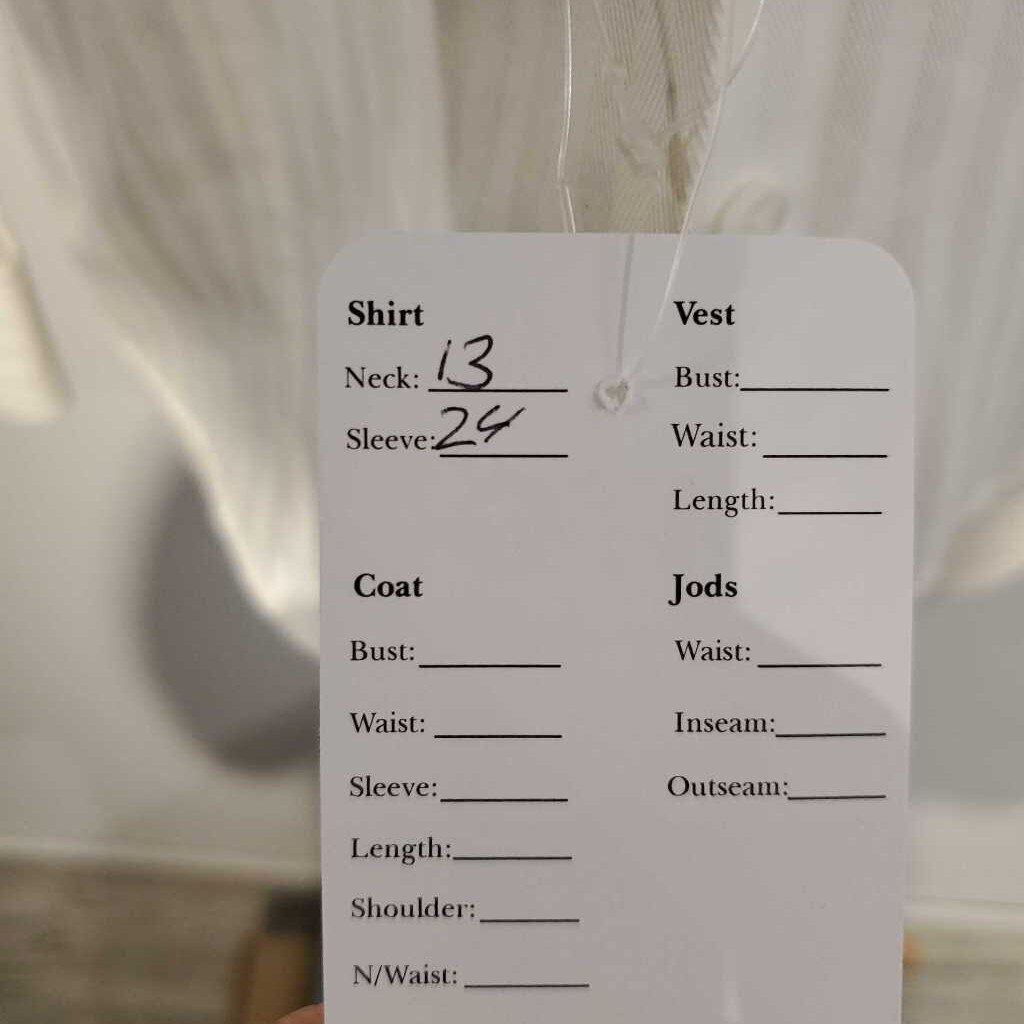 Shirt
Neck: 13
Sleeve: 24
Vest
Bust:
Waist:
Length:
Coat
Bust:
Waist:
Sleeve:
Length:
Shoulder:
N/Waist:
Jods
Waist:
Inseam:
Outseam: